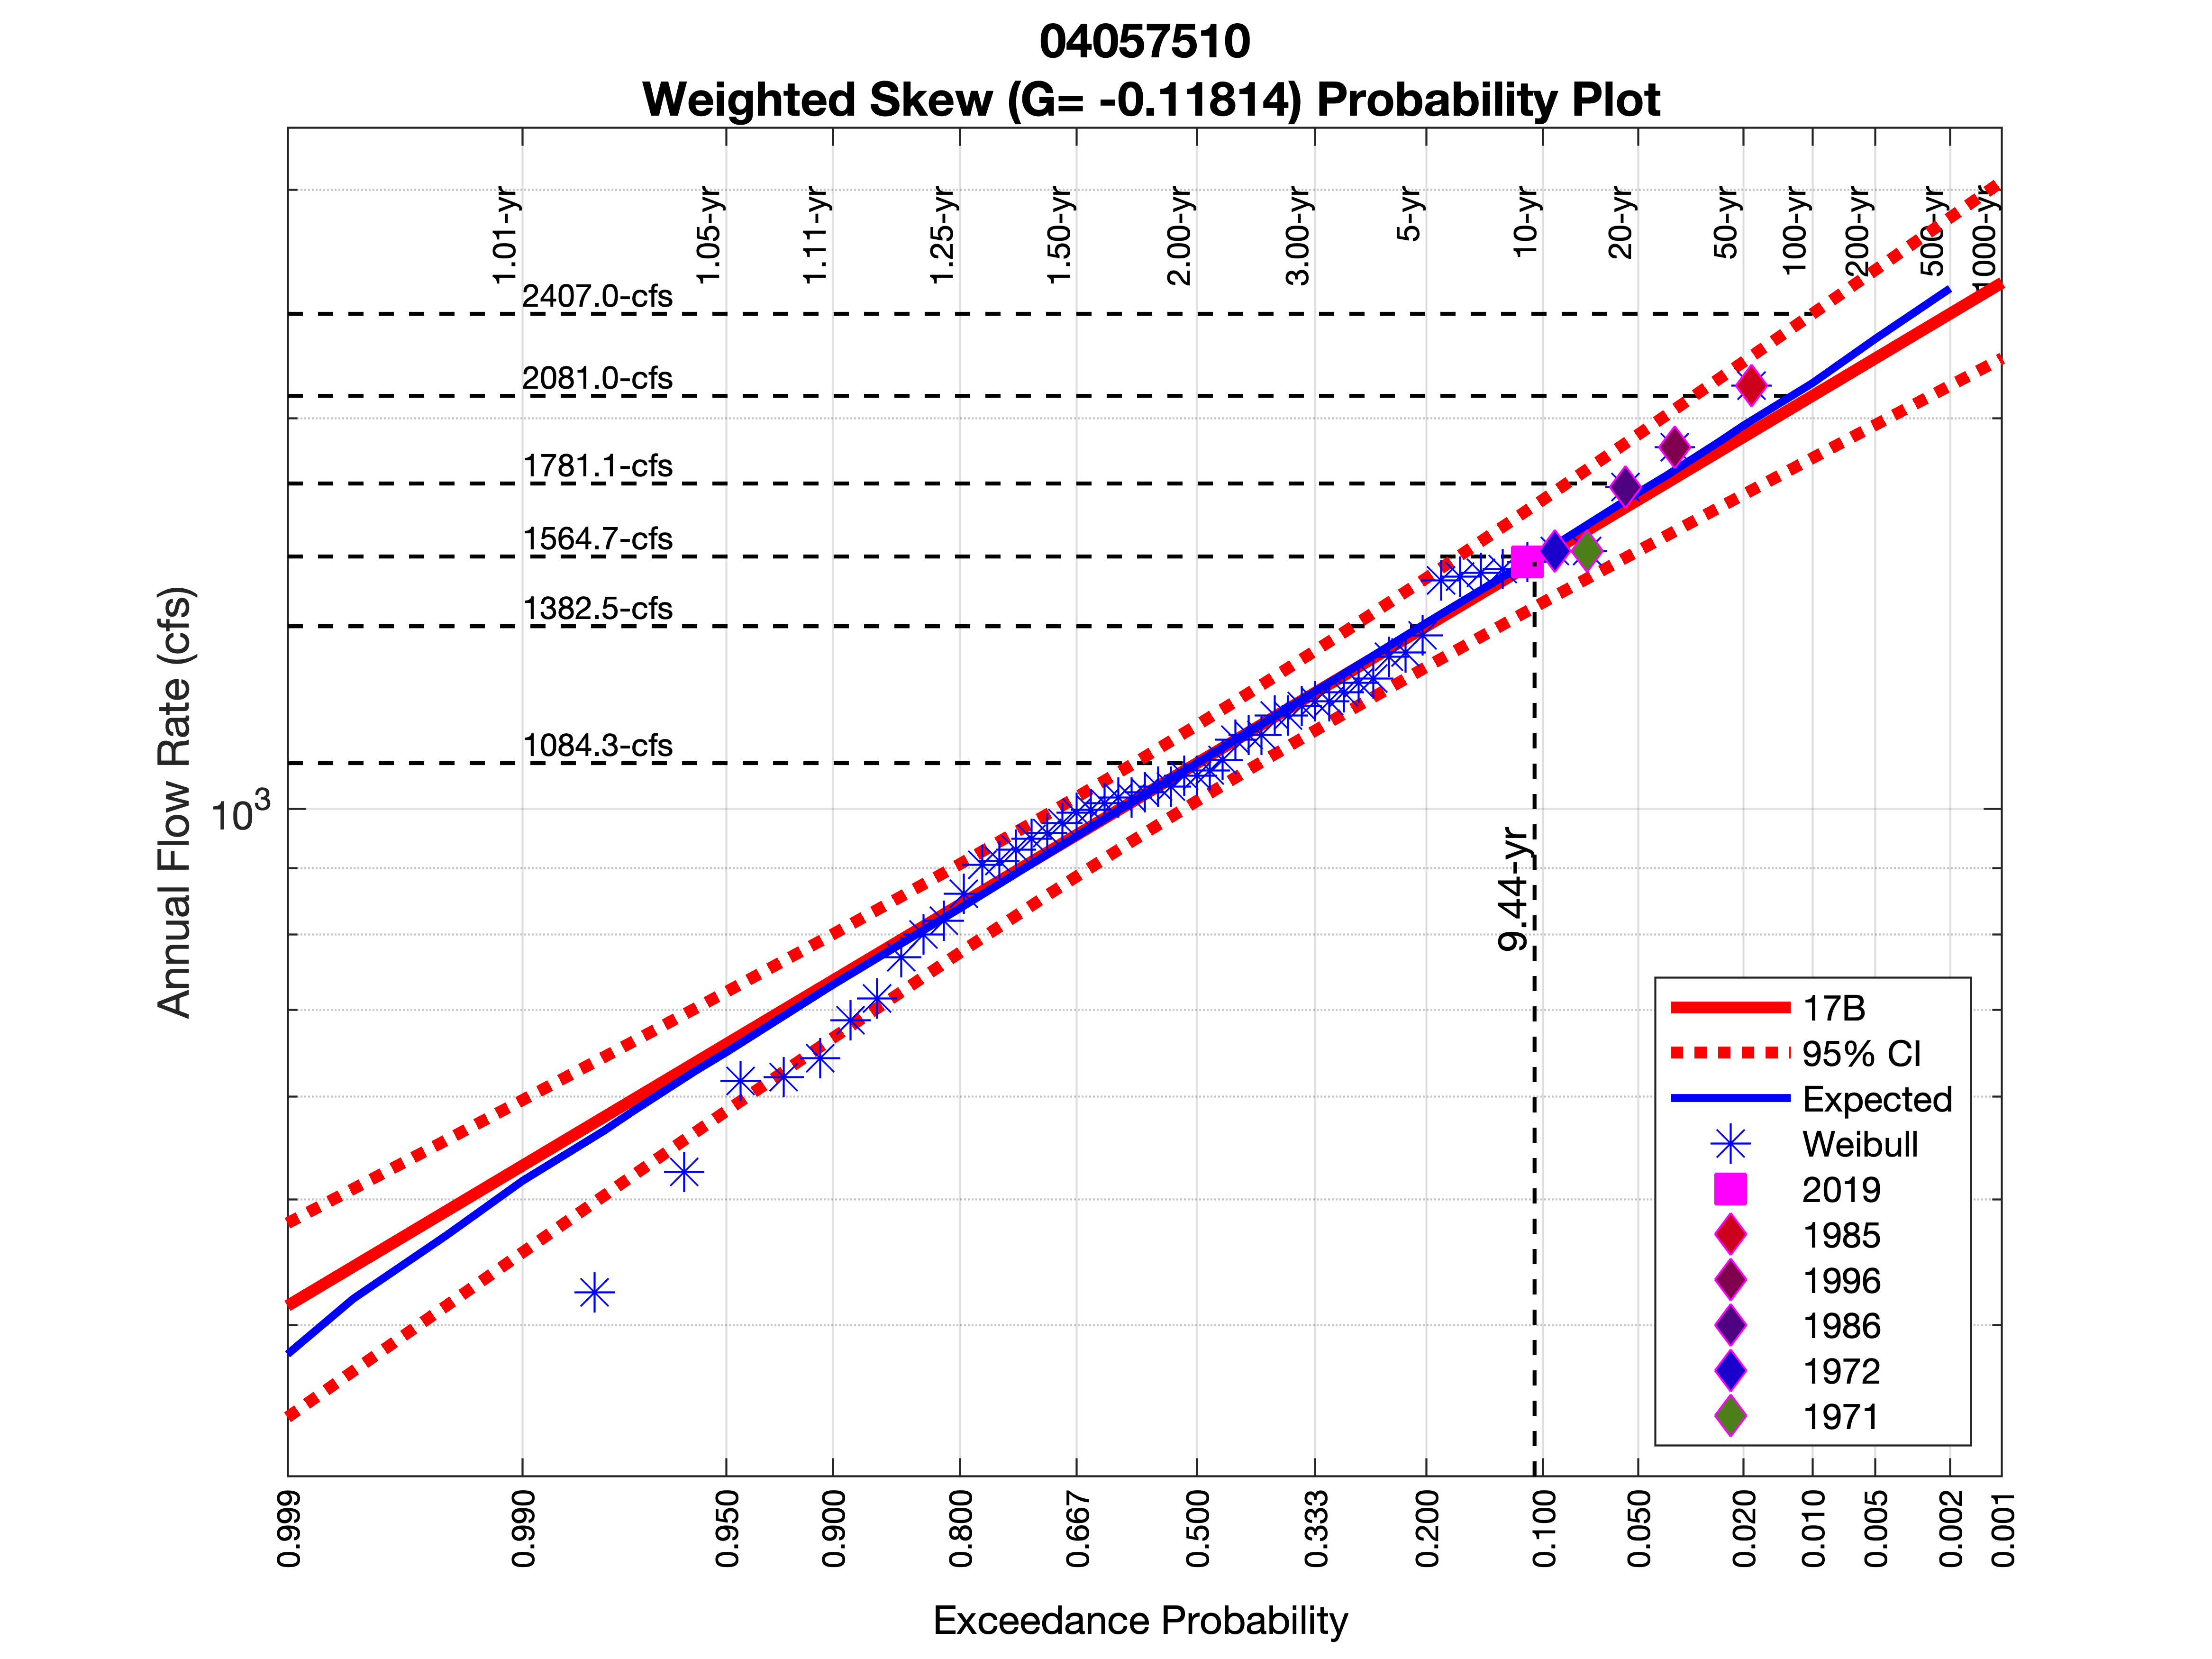 04057510
Weighted Skew (G= -0.11814) Probability Plot
1.01-yr
1.05-yr
1.11-yr
1.25-yr
1.50-yr
2.00-yr
3.00-yr
5-yr
10-yr
20-yr
50-yr
100-yr
200-yr
500-yr
1000-yr
2407.0-cfs
2081.0-cfs
1781.1-cfs
1564.7-cfs
1382.5-cfs
1084.3-cfs
9.44-yr
10³
Annual Flow Rate (cfs)
17B
95% CI
Expected
Weibull
2019
1985
1996
1986
1972
1971
0.999
0.990
0.950
0.900
0.800
0.667
0.500
0.333
0.200
0.100
0.050
0.020
0.010
0.005
0.002
0.001
Exceedance Probability